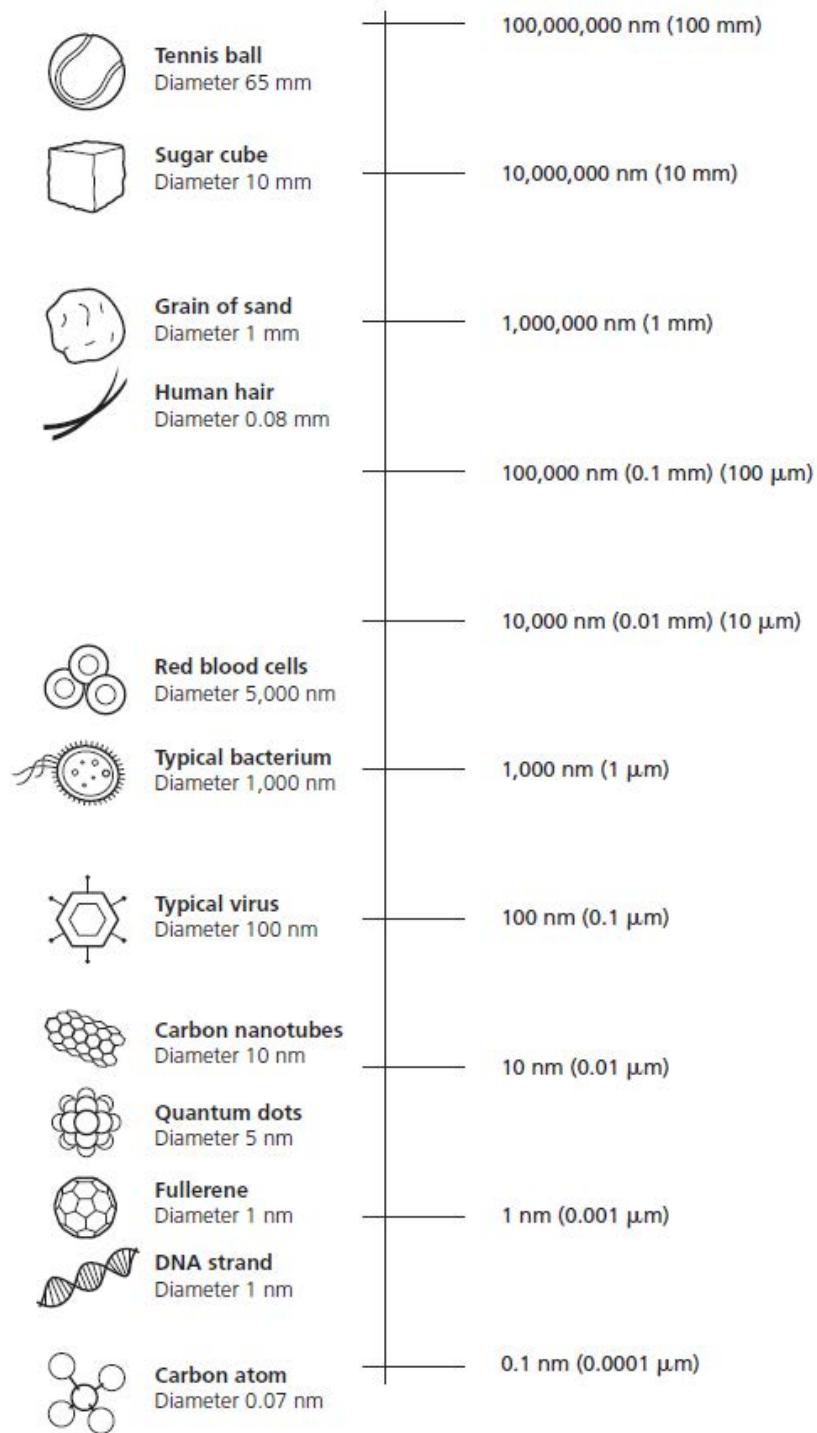 100,000,000 nm (100 mm)
Tennis ball
Diameter 65 mm
Sugar cube
Diameter 10 mm
10,000,000 nm (10 mm)
Grain of sand
Diameter 1 mm
1,000,000 nm (1 mm)
Human hair
Diameter 0.08 mm
100,000 nm (0.1 mm) (100 μm)
10,000 nm (0.01 mm) (10 μm)
Red blood cells
Diameter 5,000 nm
Typical bacterium
Diameter 1,000 nm
1,000 nm (1 μm)
Typical virus
Diameter 100 nm
100 nm (0.1 μm)
Carbon nanotubes
Diameter 10 nm
10 nm (0.01 μm)
Quantum dots
Diameter 5 nm
Fullerene
Diameter 1 nm
1 nm (0.001 μm)
DNA strand
Diameter 1 nm
0.1 nm (0.0001 μm)
Carbon atom
Diameter 0.07 nm